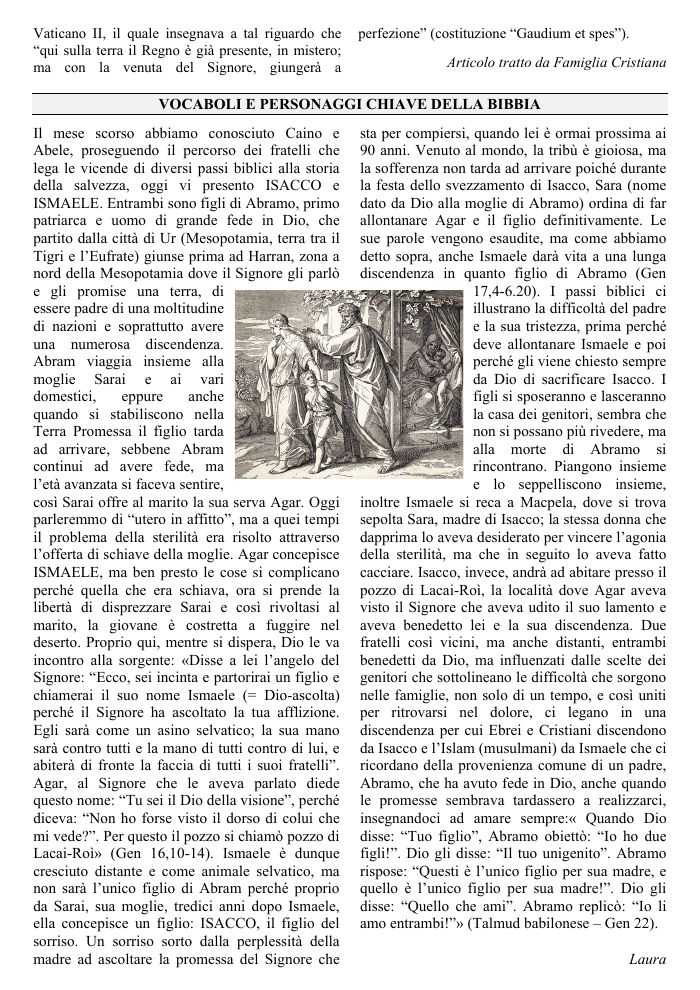 Vaticano II, il quale insegnava a tal riguardo che
“qui sulla terra il Regno è già presente, in mistero;
ma con la venuta del Signore, giungerà a
perfezione” (costituzione “Gaudium et spes”).
Articolo tratto da Famiglia Cristiana
VOCABOLI E PERSONAGGI CHIAVE DELLA BIBBIA
Il mese scorso abbiamo conosciuto Caino e
Abele, proseguendo il percorso dei fratelli che
lega le vicende di diversi passi biblici alla storia
della salvezza, oggi vi presento ISACCO e
ISMAELE. Entrambi sono figli di Abramo, primo
patriarca e uomo di grande fede in Dio, che
partito dalla città di Ur (Mesopotamia, terra tra il
Tigri e l’Eufrate) giunse prima ad Harran, zona a
nord della Mesopotamia dove il Signore gli parlò
e gli promise una terra, di
essere padre di una moltitudine
di nazioni e soprattutto avere
una numerosa discendenza.
Abram viaggia insieme alla
moglie Sarai e ai vari
domestici, eppure anche
quando si stabiliscono nella
Terra Promessa il figlio tarda
ad arrivare, sebbene Abram
continui ad avere fede, ma
l’età avanzata si faceva sentire,
così Sarai offre al marito la sua serva Agar. Oggi
parleremmo di “utero in affitto”, ma a quei tempi
il problema della sterilità era risolto attraverso
l’offerta di schiave della moglie. Agar concepisce
ISMAELE, ma ben presto le cose si complicano
perché quella che era schiava, ora si prende la
libertà di disprezzare Sarai e così rivoltasi al
marito, la giovane è costretta a fuggire nel
deserto. Proprio qui, mentre si dispera, Dio le va
incontro alla sorgente: «Disse a lei l’angelo del
Signore: “Ecco, sei incinta e partorirai un figlio e
chiamerai il suo nome Ismaele (= Dio-ascolta)
perché il Signore ha ascoltato la tua afflizione.
Egli sarà come un asino selvatico; la sua mano
sarà contro tutti e la mano di tutti contro di lui, e
abiterà di fronte la faccia di tutti i suoi fratelli”.
Agar, al Signore che le aveva parlato diede
questo nome: “Tu sei il Dio della visione”, perché
diceva: “Non ho forse visto il dorso di colui che
mi vede?”. Per questo il pozzo si chiamò pozzo di
Lacai-Roì» (Gen 16,10-14). Ismaele è dunque
cresciuto distante e come animale selvatico, ma
non sarà l’unico figlio di Abram perché proprio
da Sarai, sua moglie, tredici anni dopo Ismaele,
ella concepisce un figlio: ISACCO, il figlio del
sorriso. Un sorriso sorto dalla perplessità della
madre ad ascoltare la promessa del Signore che
sta per compiersi, quando lei è ormai prossima ai
90 anni. Venuto al mondo, la tribù è gioiosa, ma
la sofferenza non tarda ad arrivare poiché durante
la festa dello svezzamento di Isacco, Sara (nome
dato da Dio alla moglie di Abramo) ordina di far
allontanare Agar e il figlio definitivamente. Le
sue parole vengono esaudite, ma come abbiamo
detto sopra, anche Ismaele darà vita a una lunga
discendenza in quanto figlio di Abramo (Gen
17,4-6.20). I passi biblici ci
illustrano la difficoltà del padre
e la sua tristezza, prima perché
deve allontanare Ismaele e poi
perché gli viene chiesto sempre
da Dio di sacrificare Isacco. I
figli si sposeranno e lasceranno
la casa dei genitori, sembra che
non si possano più rivedere, ma
alla morte di Abramo si
rincontrano. Piangono insieme
e lo seppelliscono insieme,
inoltre Ismaele si reca a Macpela, dove si trova
sepolta Sara, madre di Isacco; la stessa donna che
dapprima lo aveva desiderato per vincere l’agonia
della sterilità, ma che in seguito lo aveva fatto
cacciare. Isacco, invece, andrà ad abitare presso il
pozzo di Lacai-Roì, la località dove Agar aveva
visto il Signore che aveva udito il suo lamento e
aveva benedetto lei e la sua discendenza. Due
fratelli così vicini, ma anche distanti, entrambi
benedetti da Dio, ma influenzati dalle scelte dei
genitori che sottolineano le difficoltà che sorgono
nelle famiglie, non solo di un tempo, e così uniti
per ritrovarsi nel dolore, ci legano in una
discendenza per cui Ebrei e Cristiani discendono
da Isacco e l’Islam (musulmani) da Ismaele che ci
ricordano della provenienza comune di un padre,
Abramo, che ha avuto fede in Dio, anche quando
le promesse sembrava tardassero a realizzarci,
insegnandoci ad amare sempre:« Quando Dio
disse: “Tuo figlio”, Abramo obiettò: “Io ho due
figli!”. Dio gli disse: “Il tuo unigenito”. Abramo
rispose: “Questi è l’unico figlio per sua madre, e
quello è l’unico figlio per sua madre!”. Dio gli
disse: “Quello che ami”. Abramo replicò: “Io li
amo entrambi!”» (Talmud babilonese – Gen 22).
Laura